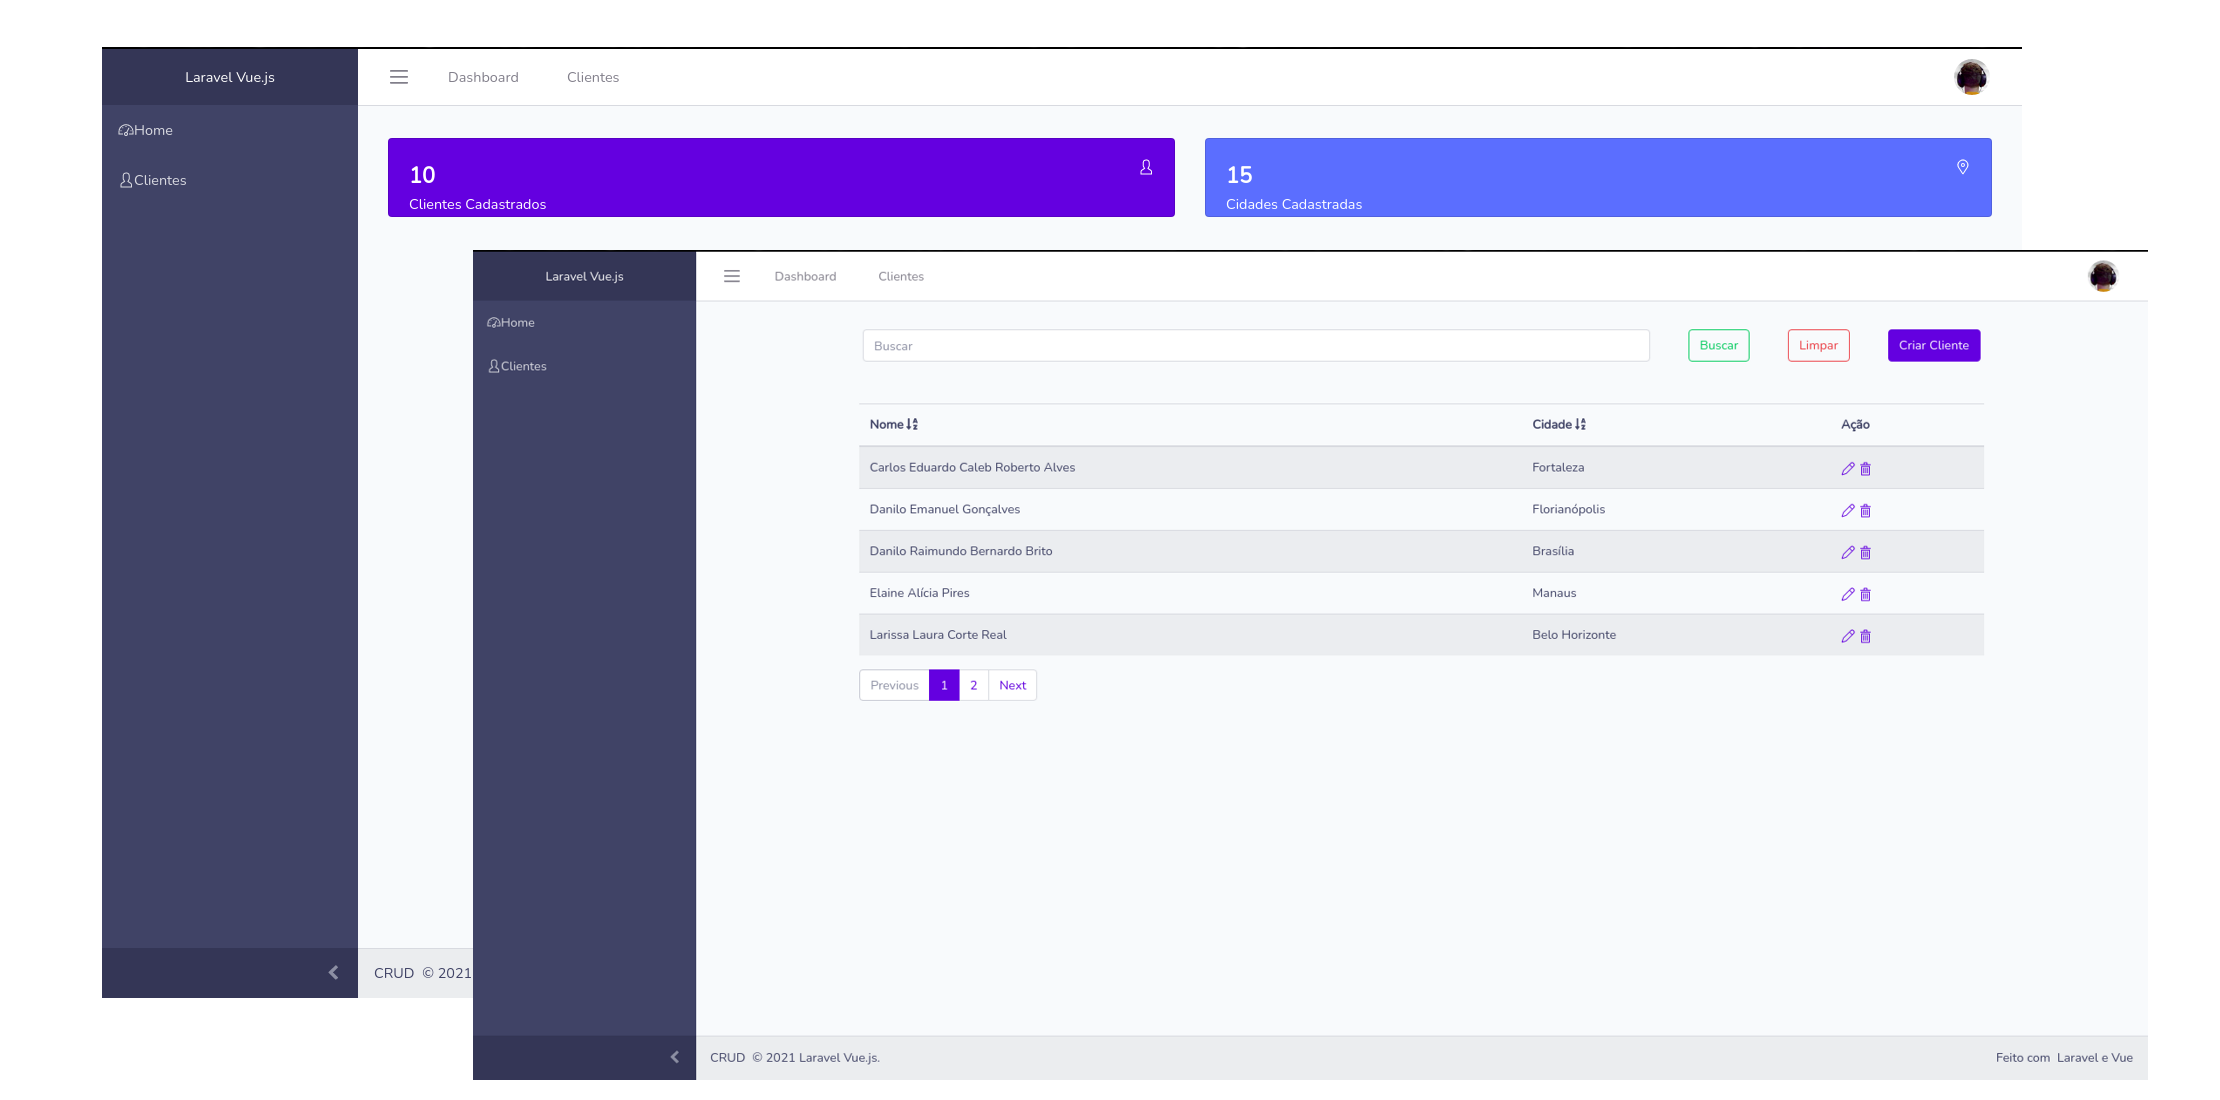 Laravel Vue.js
Dashboard Clientes
Home
Clientes
10
Clientes Cadastrados
15
Cidades Cadastradas
CRUD © 2021
Laravel Vue.js
Dashboard Clientes
Home
Clientes
Buscar Buscar Limpar Criar Cliente
Nome Cidade Ação
Carlos Eduardo Caleb Roberto Alves Fortaleza
Danilo Emanuel Gonçalves Florianópolis
Danilo Raimundo Bernardo Brito Brasília
Elaine Alícia Pires Manaus
Larissa Laura Corte Real Belo Horizonte
Previous 1 2 Next
CRUD © 2021 Laravel Vue.js. Feito com Laravel e Vue